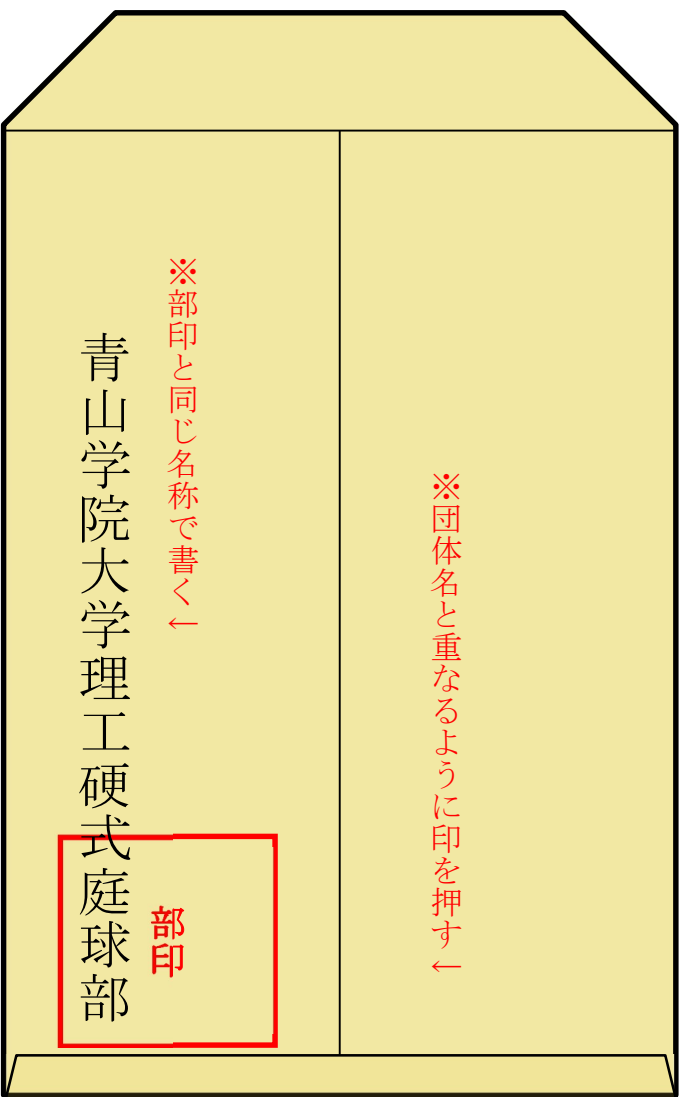 ※団体名と重なるように印を押す←
※部印と同じ名称で書く←
青山学院大学理工硬式庭球部
部印